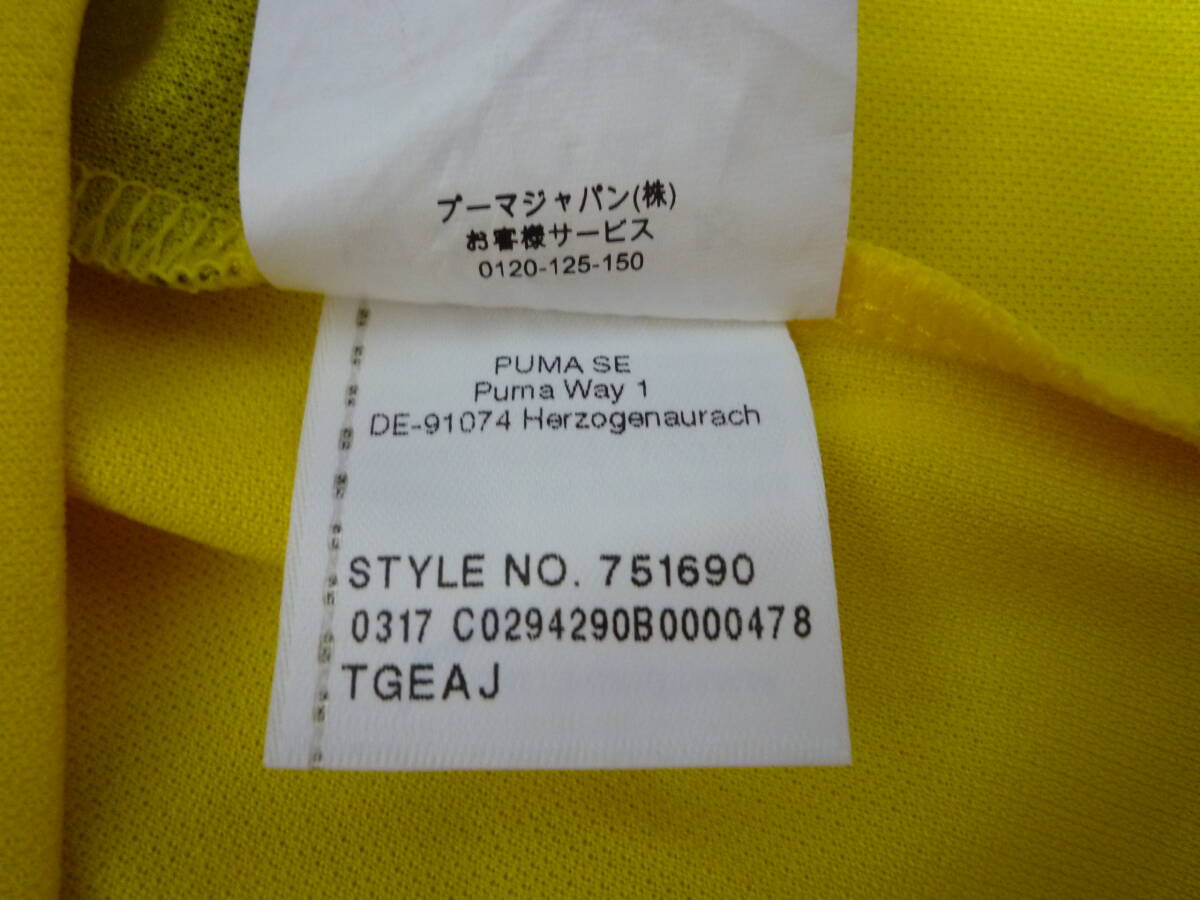 プーマジャパン(株)
お客様サービス
0120-125-150
PUMA SE
Puma Way 1
DE-91074 Herzogenaurach
STYLE NO. 751690
0317 C0294290B0000478
TGEAJ